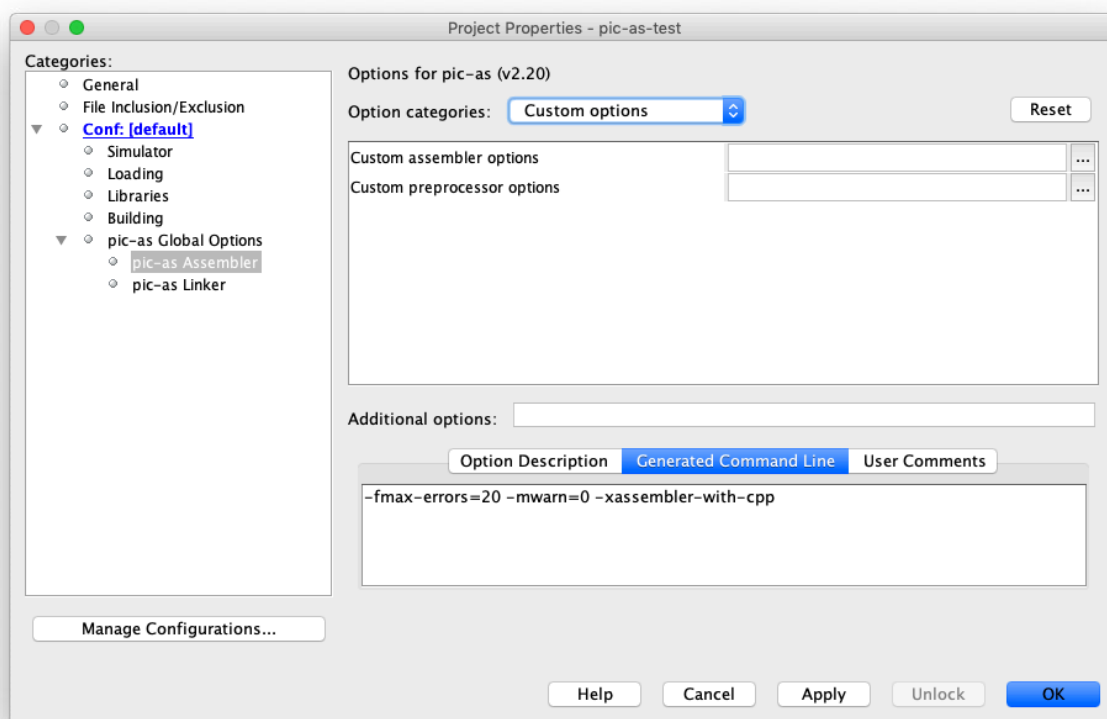 Project Properties - pic-as-test
Categories:
General
File Inclusion/Exclusion
Conf: [default]
Simulator
Loading
Libraries
Building
pic-as Global Options
pic-as Assembler
pic-as Linker
Manage Configurations...
Options for pic-as (v2.20)
Option categories: Custom options Reset
Custom assembler options ...
Custom preprocessor options ...
Additional options:
Option Description Generated Command Line User Comments
-fmax-errors=20 -mwarn=0 -xassembler-with-cpp
Help Cancel Apply Unlock OK